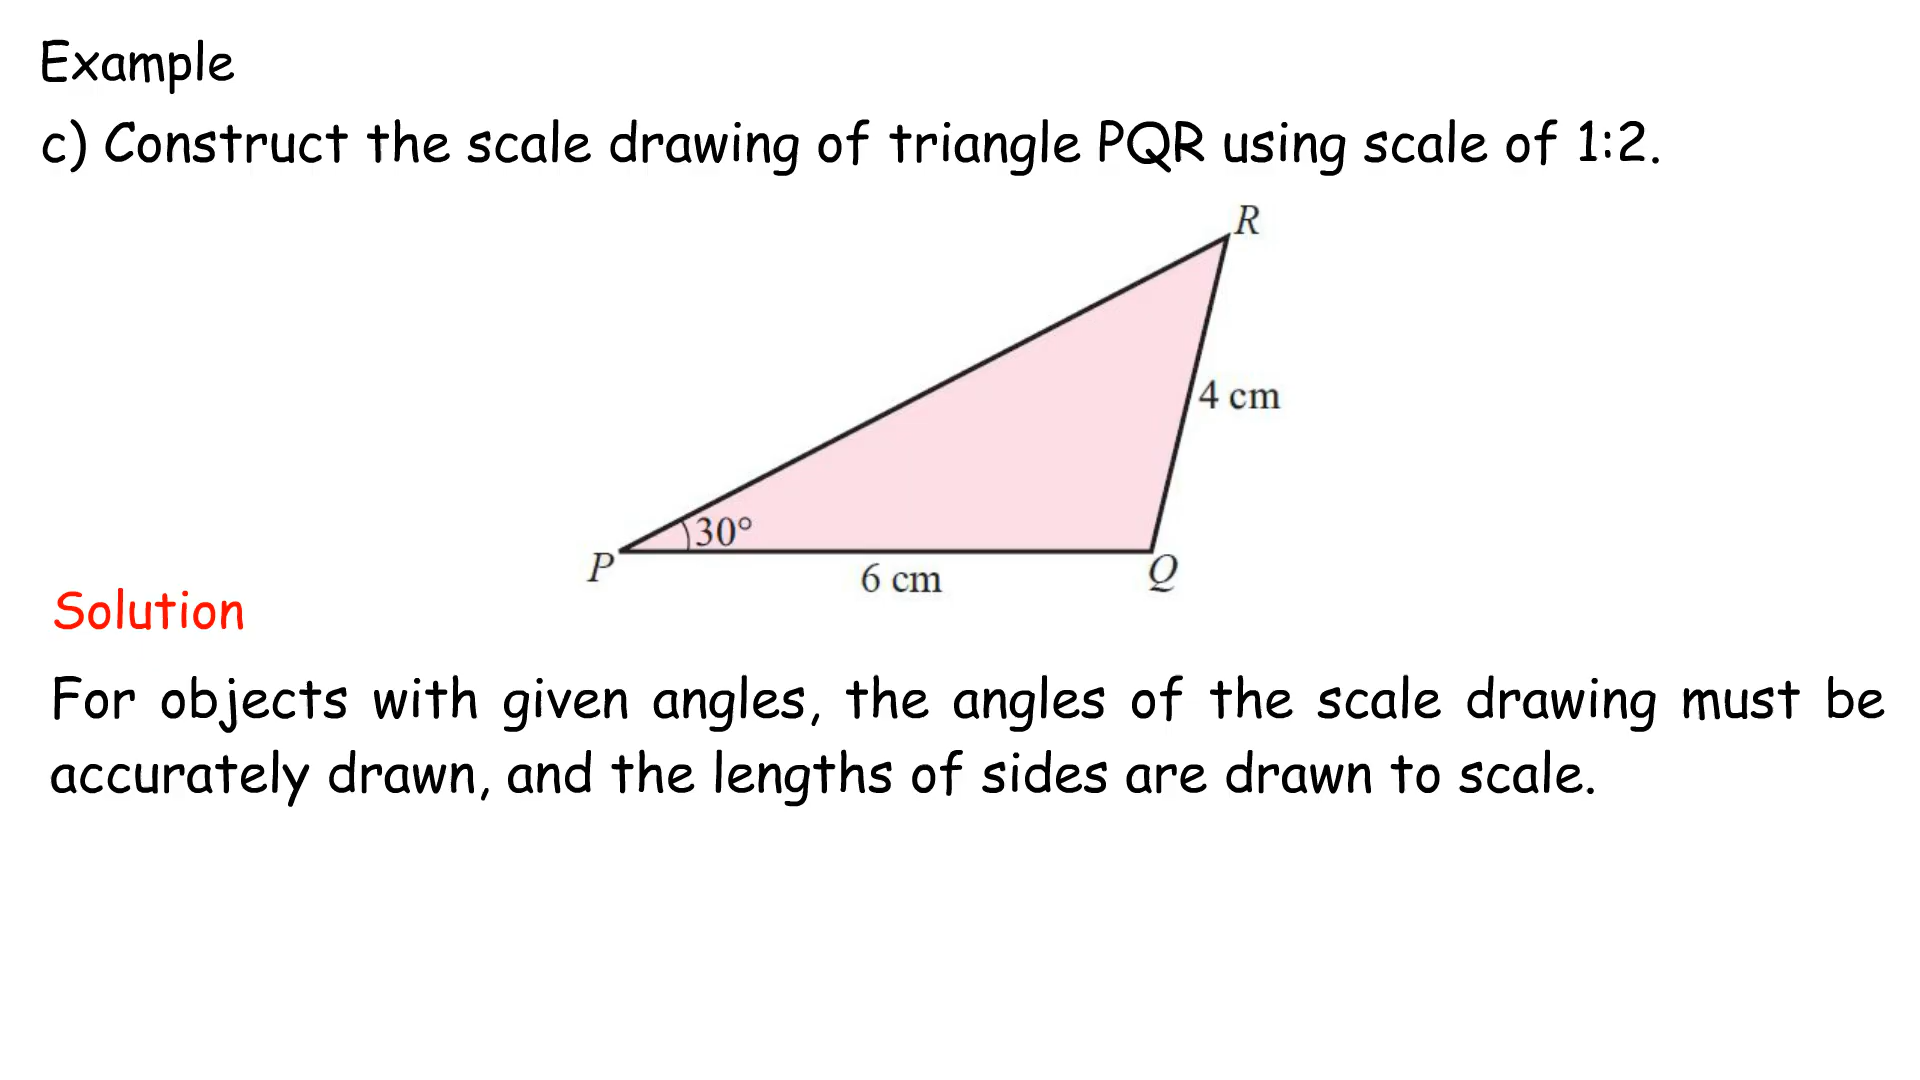 Example
c) Construct the scale drawing of triangle PQR using scale of 1:2.
R
4 cm
30°
P
Q
6 cm
Solution
For objects with given angles, the angles of the scale drawing must be
accurately drawn, and the lengths of sides are drawn to scale.